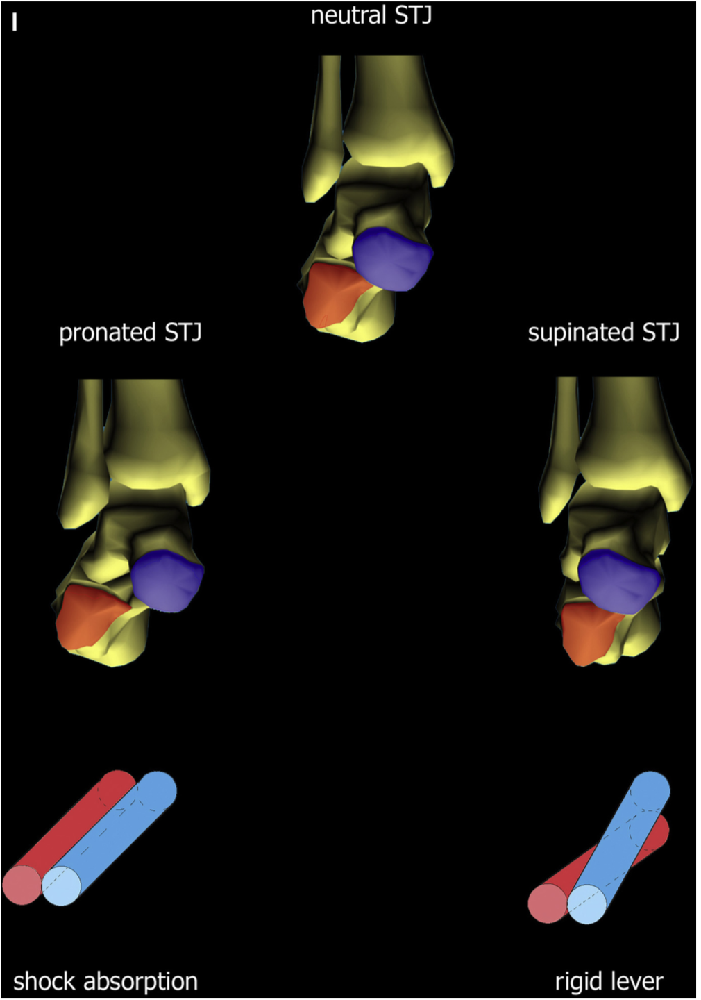 I
neutral STJ
pronated STJ
supinated STJ
shock absorption
rigid lever